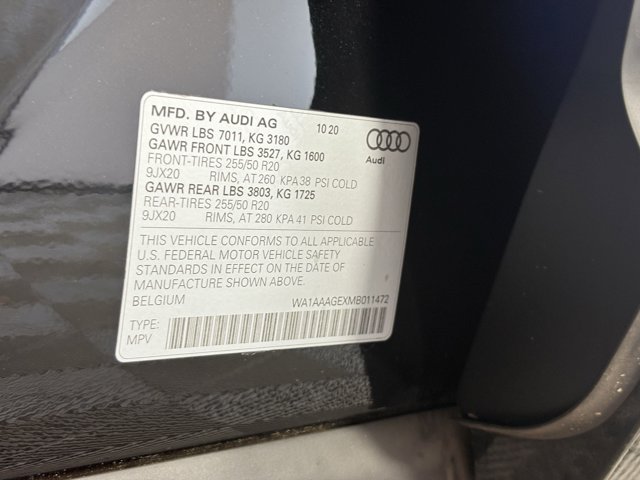 MFD. BY AUDI AG 10 20
GVWR LBS 7011, KG 3180
GAWR FRONT LBS 3527, KG 1600
FRONT-TIRES 255/50 R20
9JX20 RIMS, AT 260 KPA 38 PSI COLD
GAWR REAR LBS 3803, KG 1725
REAR-TIRES 255/50 R20
9JX20 RIMS, AT 280 KPA 41 PSI COLD
Audi
THIS VEHICLE CONFORMS TO ALL APPLICABLE
U.S. FEDERAL MOTOR VEHICLE SAFETY
STANDARDS IN EFFECT ON THE DATE OF
MANUFACTURE SHOWN ABOVE.
BELGIUM WA1AAAGEXMB011472
TYPE:
MPV